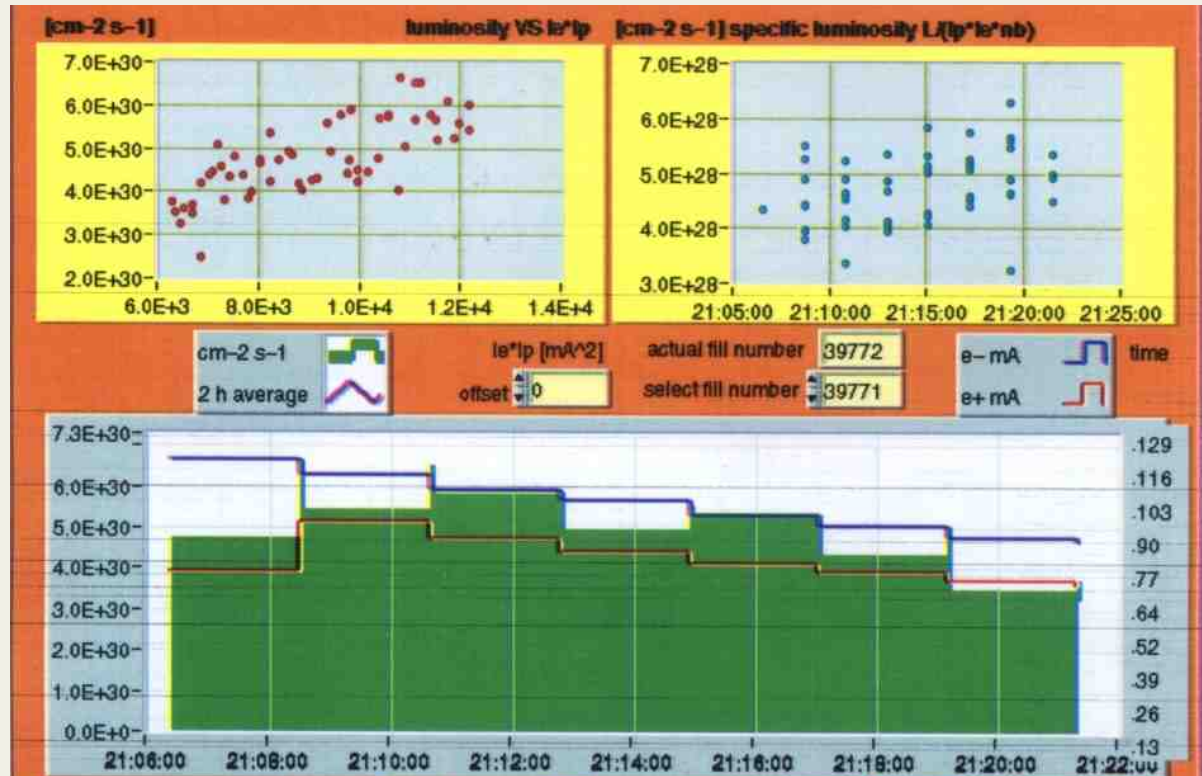 [cm-2 s-1] luminosity VS Ie*Ip
7.0E+30
6.0E+30
5.0E+30
4.0E+30
3.0E+30
2.0E+30
6.0E+3 8.0E+3 1.0E+4 1.2E+4 1.4E+4
[cm-2 s-1] specific luminosity L/(Ip*Ie*nb)
7.0E+28
6.0E+28
5.0E+28
4.0E+28
3.0E+28
21:05:00 21:10:00 21:15:00 21:20:00 21:25:00
cm-2 s-1
2 h average
Ie*Ip [mA^2]
offset 0
actual fill number 39772
select fill number 39771
e- mA
e+ mA
time
7.3E+30
6.0E+30
5.0E+30
4.0E+30
3.0E+30
2.0E+30
1.0E+30
0.0E+0
.129
.116
.103
.90
.77
.64
.52
.39
.26
.13
21:06:00 21:08:00 21:10:00 21:12:00 21:14:00 21:16:00 21:18:00 21:20:00 21:22:00